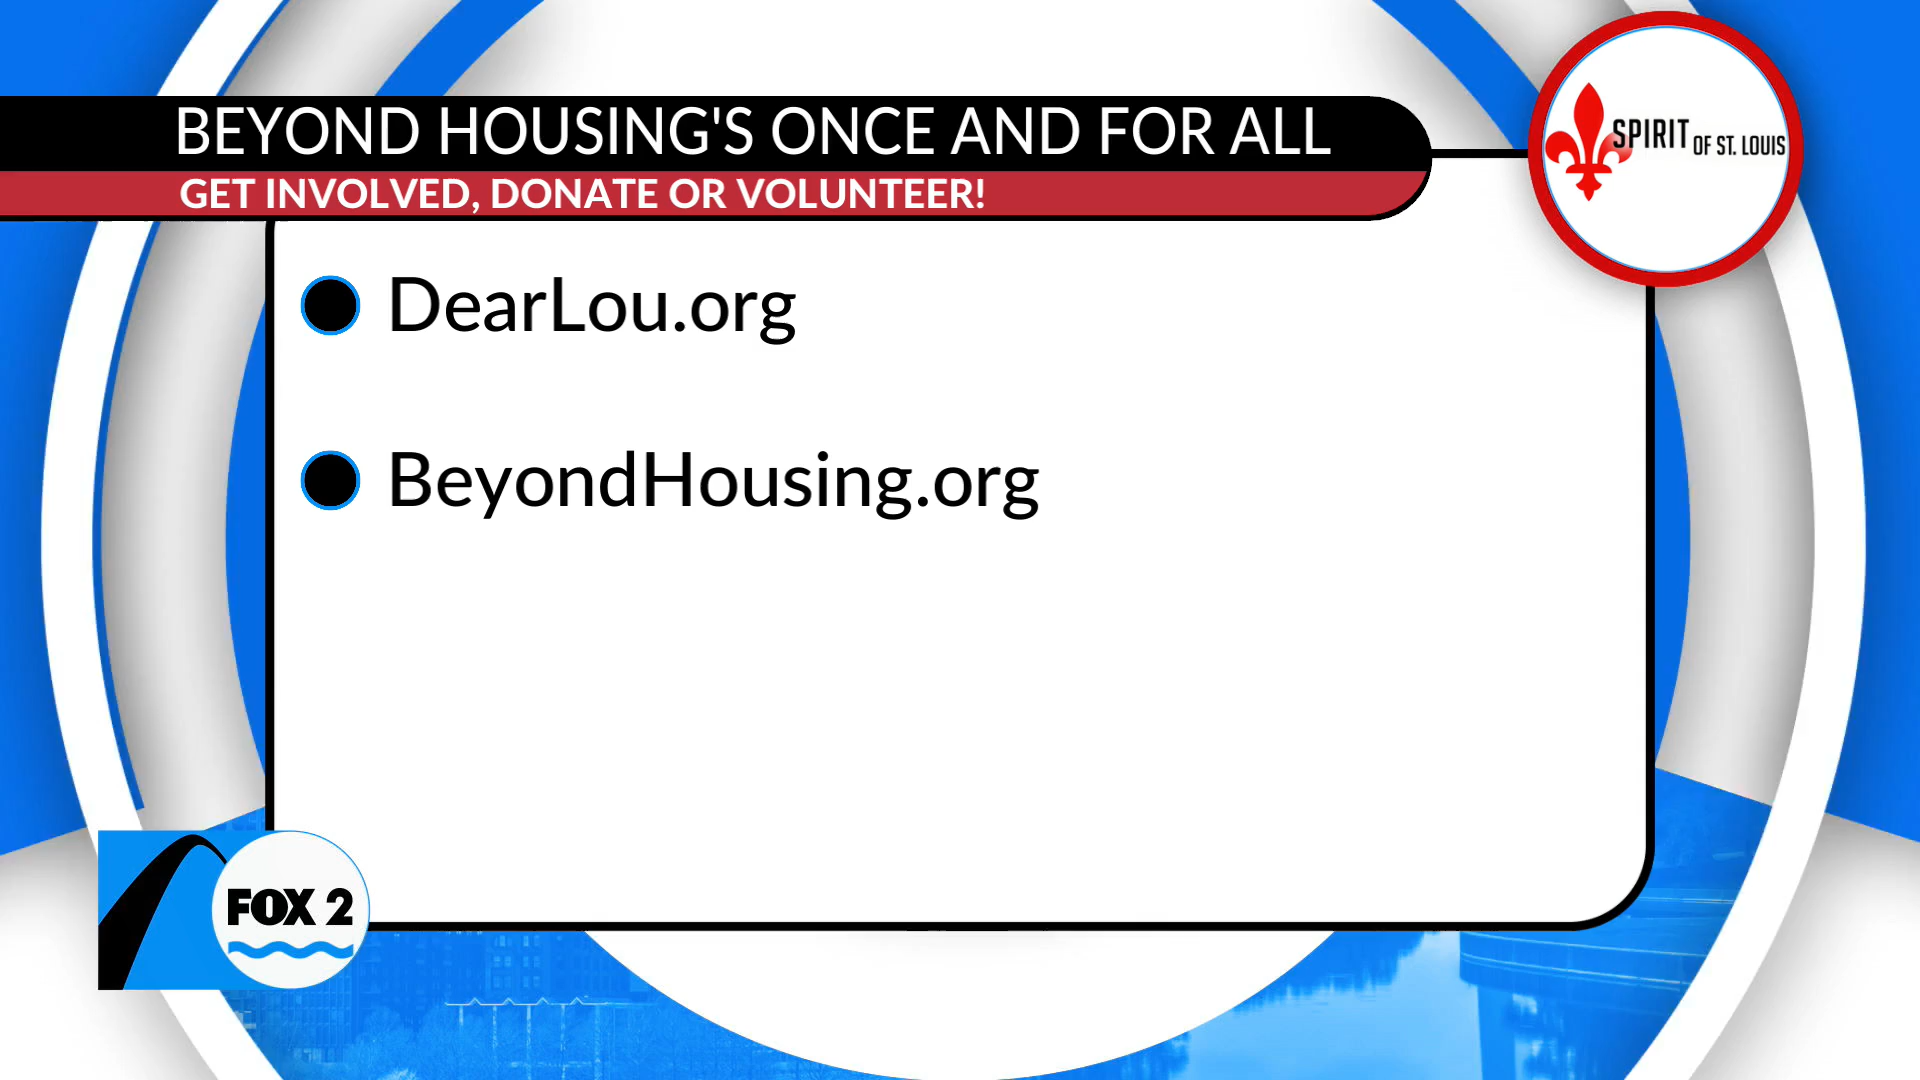 BEYOND HOUSING'S ONCE AND FOR ALL
GET INVOLVED, DONATE OR VOLUNTEER!
SPIRIT OF ST. LOUIS
DearLou.org
BeyondHousing.org
FOX 2